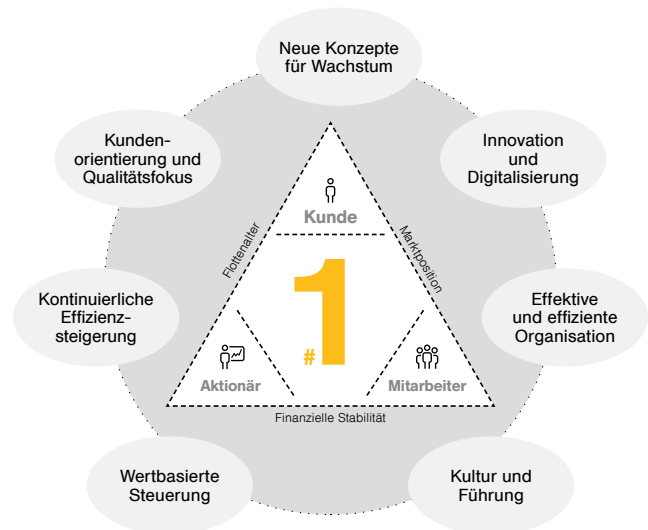 Neue Konzepte
für Wachstum
Kunden-
orientierung und
Qualitätsfokus
Innovation
und
Digitalisierung
Kunde
Flottenalter
Marktposition
Kontinuierliche
Effizienz-
steigerung
#1
Effektive
und effiziente
Organisation
Aktionär
Mitarbeiter
Finanzielle Stabilität
Wertbasierte
Steuerung
Kultur und
Führung